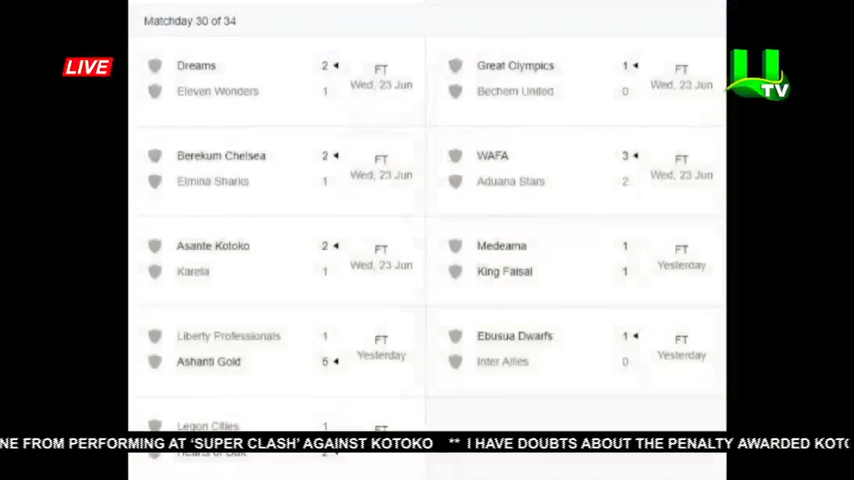 Matchday 30 of 34
LIVE
U
TV
Dreams 2
Eleven Wonders 1
FT
Wed, 23 Jun
Great Olympics 1
Bechem United 0
FT
Wed, 23 Jun
Berekum Chelsea 2
Elmina Sharks 1
FT
Wed, 23 Jun
WAFA 3
Aduana Stars 2
FT
Wed, 23 Jun
Asante Kotoko 2
Karela 1
FT
Wed, 23 Jun
Medeama 1
King Faisal 1
FT
Yesterday
Liberty Professionals 1
Ashanti Gold 5
FT
Yesterday
Ebusua Dwarfs 1
Inter Allies 0
FT
Yesterday
Legon Cities 1
FT
NE FROM PERFORMING AT ‘SUPER CLASH’ AGAINST KOTOKO ** I HAVE DOUBTS ABOUT THE PENALTY AWARDED KOTO